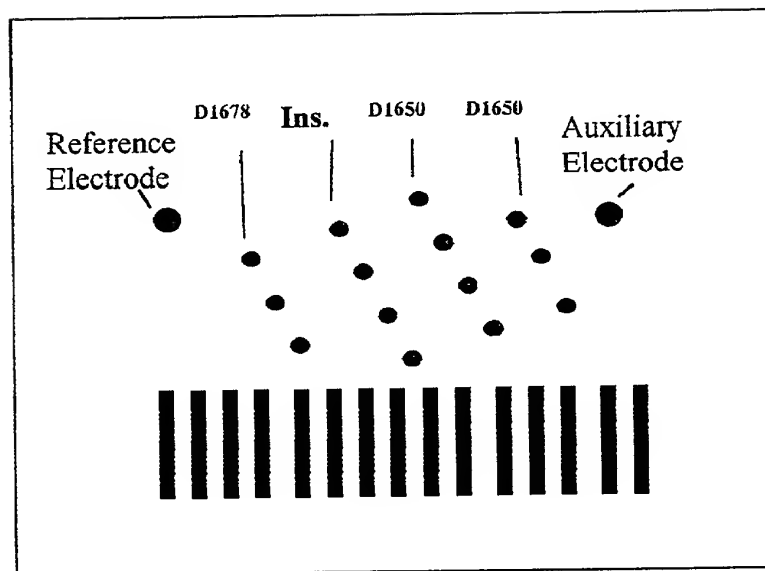 D1678 Ins. D1650 D1650
Reference
Electrode
Auxiliary
Electrode